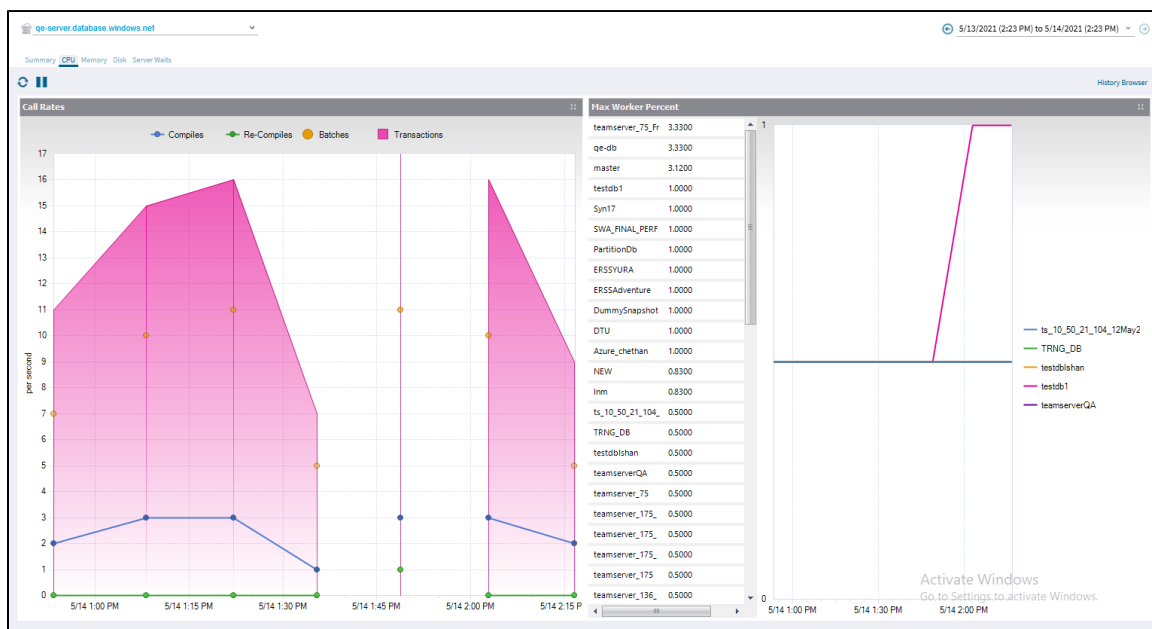 qe-server.database.windows.net
5/13/2021 (2:23 PM) to 5/14/2021 (2:23 PM)
Summary CPU Memory Disk Server Waits
History Browser
Call Rates
Compiles Re-Compiles Batches Transactions
per second
17
16
15
14
13
12
11
10
9
8
7
6
5
4
3
2
1
0
5/14 1:00 PM 5/14 1:15 PM 5/14 1:30 PM 5/14 1:45 PM 5/14 2:00 PM 5/14 2:15 P
Max Worker Percent
teamserver_75_Fr 3.3300
qe-db 3.3300
master 3.1200
testdb1 1.0000
Syn17 1.0000
SWA_FINAL_PERF 1.0000
PartitionDb 1.0000
ERSSYURA 1.0000
ERSSAdventure 1.0000
DummySnapshot 1.0000
DTU 1.0000
Azure_chethan 1.0000
NEW 0.8300
lnm 0.8300
ts_10_50_21_104_ 0.5000
TRNG_DB 0.5000
testdblshan 0.5000
teamserverQA 0.5000
teamserver_75 0.5000
teamserver_175_ 0.5000
teamserver_175_ 0.5000
teamserver_175_ 0.5000
teamserver_175 0.5000
teamserver_136_ 0.5000
1
0
5/14 1:00 PM 5/14 1:30 PM 5/14 2:00 PM
ts_10_50_21_104_12May2
TRNG_DB
testdblshan
testdb1
teamserverQA
Activate Windows
Go to Settings to activate Windows.